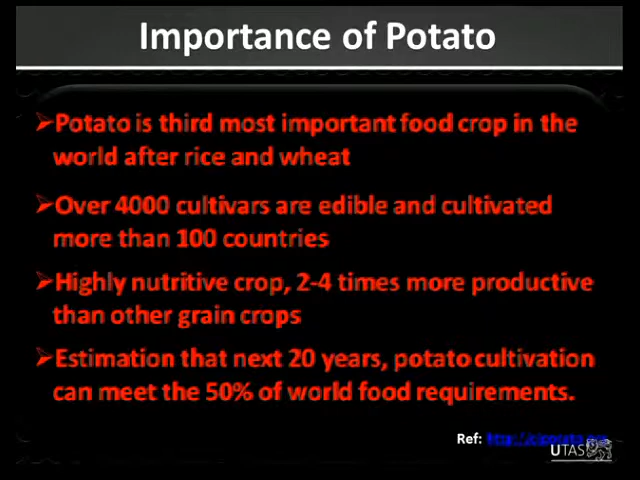 Importance of Potato
➢Potato is third most important food crop in the
world after rice and wheat
➢Over 4000 cultivars are edible and cultivated
more than 100 countries
➢Highly nutritive crop, 2-4 times more productive
than other grain crops
➢Estimation that next 20 years, potato cultivation
can meet the 50% of world food requirements.
Ref:
UTAS